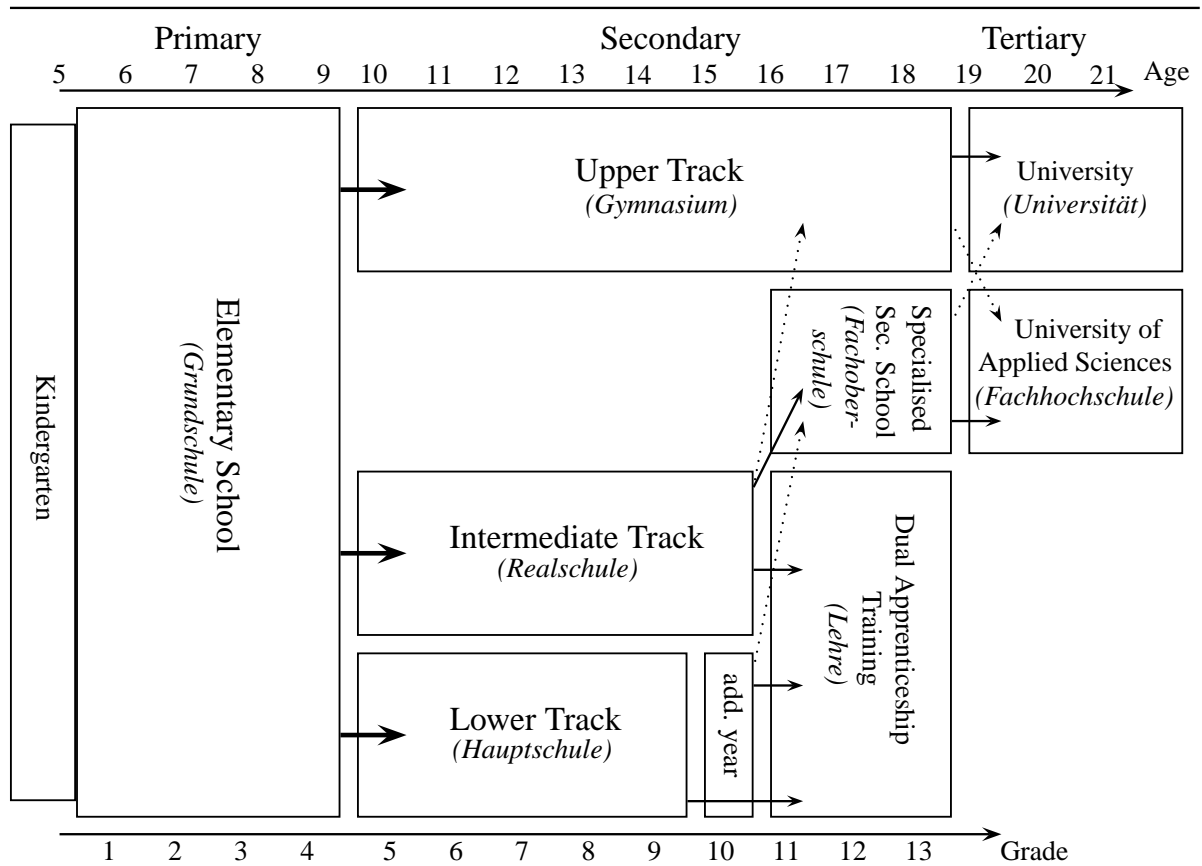 Primary
Secondary
Tertiary
5 6 7 8 9 10 11 12 13 14 15 16 17 18 19 20 21 Age
Kindergarten
Elementary School
(Grundschule)
Upper Track
(Gymnasium)
University
(Universität)
Specialised
Sec. School
(Fachober-
schule)
University of
Applied Sciences
(Fachhochschule)
Intermediate Track
(Realschule)
Dual Apprenticeship
Training
(Lehre)
Lower Track
(Hauptschule)
add. year
1 2 3 4 5 6 7 8 9 10 11 12 13 Grade